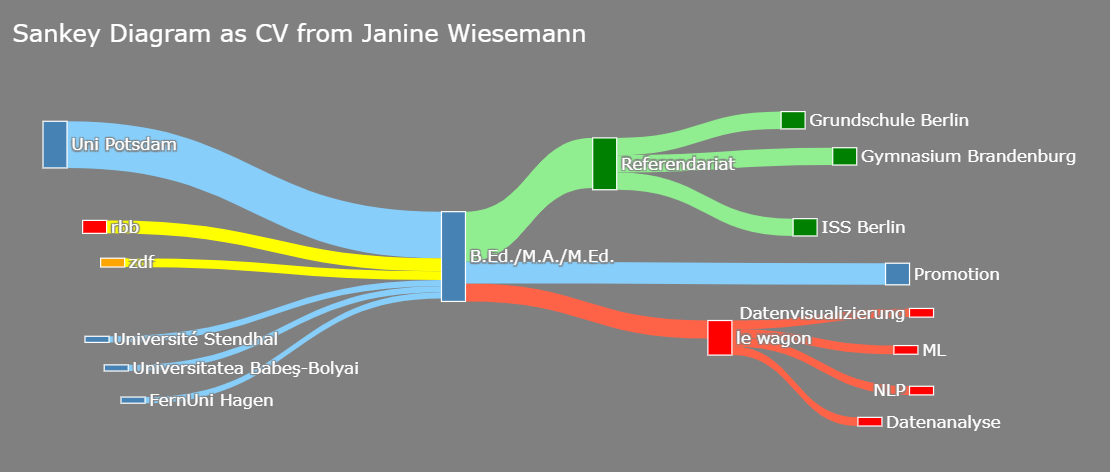 Sankey Diagram as CV from Janine Wiesemann
Uni Potsdam
rbb
zdf
Université Stendhal
Universitatea Babeş-Bolyai
FernUni Hagen
B.Ed./M.A./M.Ed.
Referendariat
Grundschule Berlin
Gymnasium Brandenburg
ISS Berlin
Promotion
le wagon
Datenvisualizierung
ML
NLP
Datenanalyse